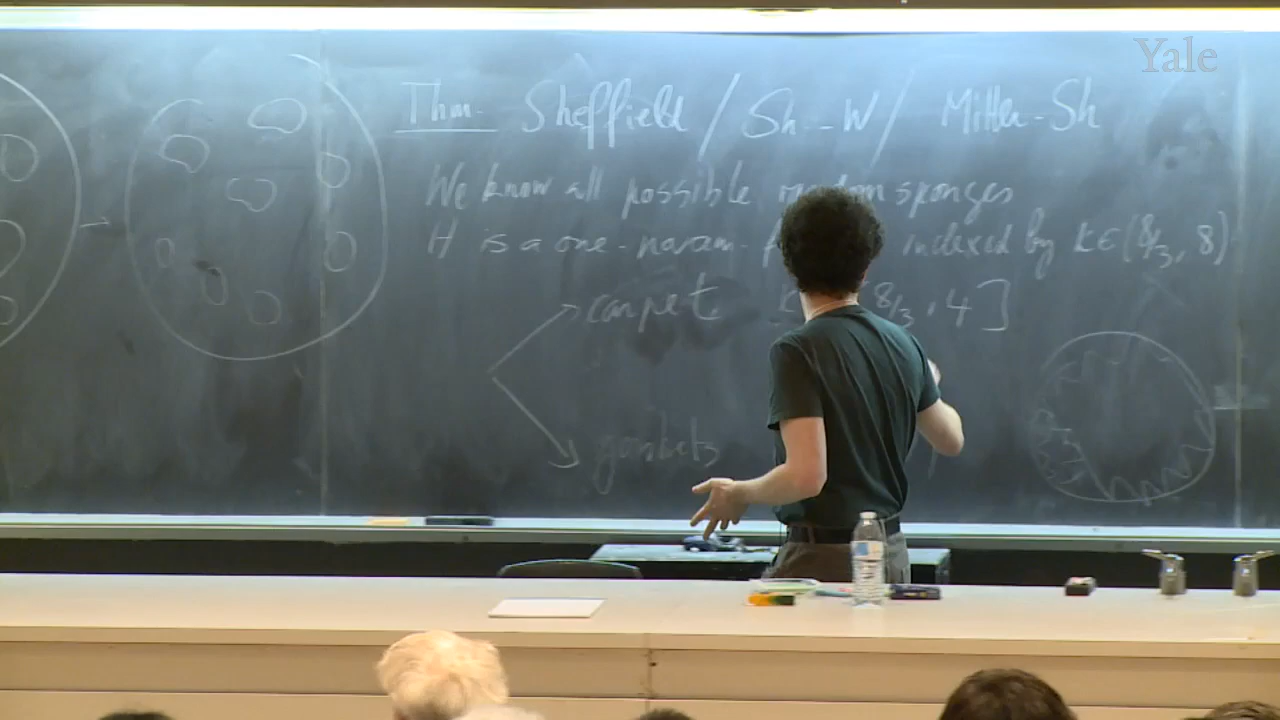 Yale
Thm. Sheffield / Sh-W / Miller-Sh
We know all possible random sponges
It is a one-param. indexed by κ∈(8/3, 8)
carpet (8/3, 4]
gaskets